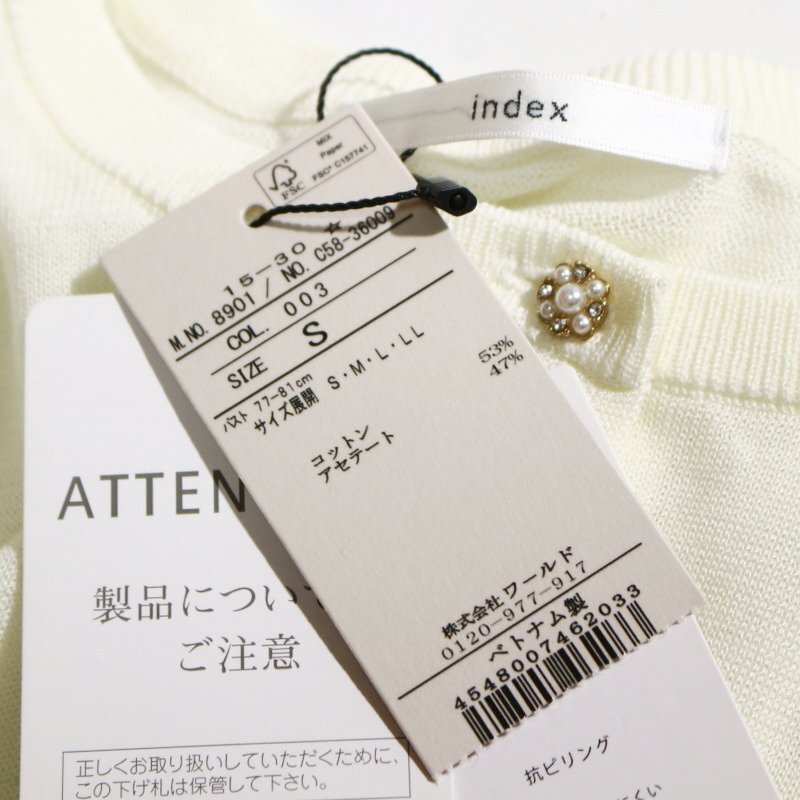 index
FSC
MIX
Paper
FSC® C157741
15-30 ☆
M.NO. 8901 / NO. C58-36009
COL. 003
SIZE S
バスト 77-81cm
サイズ展開 S・M・L・LL
コットン 53%
アセテート 47%
株式会社ワールド
0120-977-917
ベトナム製
4548007462033
ATTEN
製品につい
ご注意
正しくお取り扱いしていただくために、
この下げ札は保管して下さい。
抗ピリング
くい